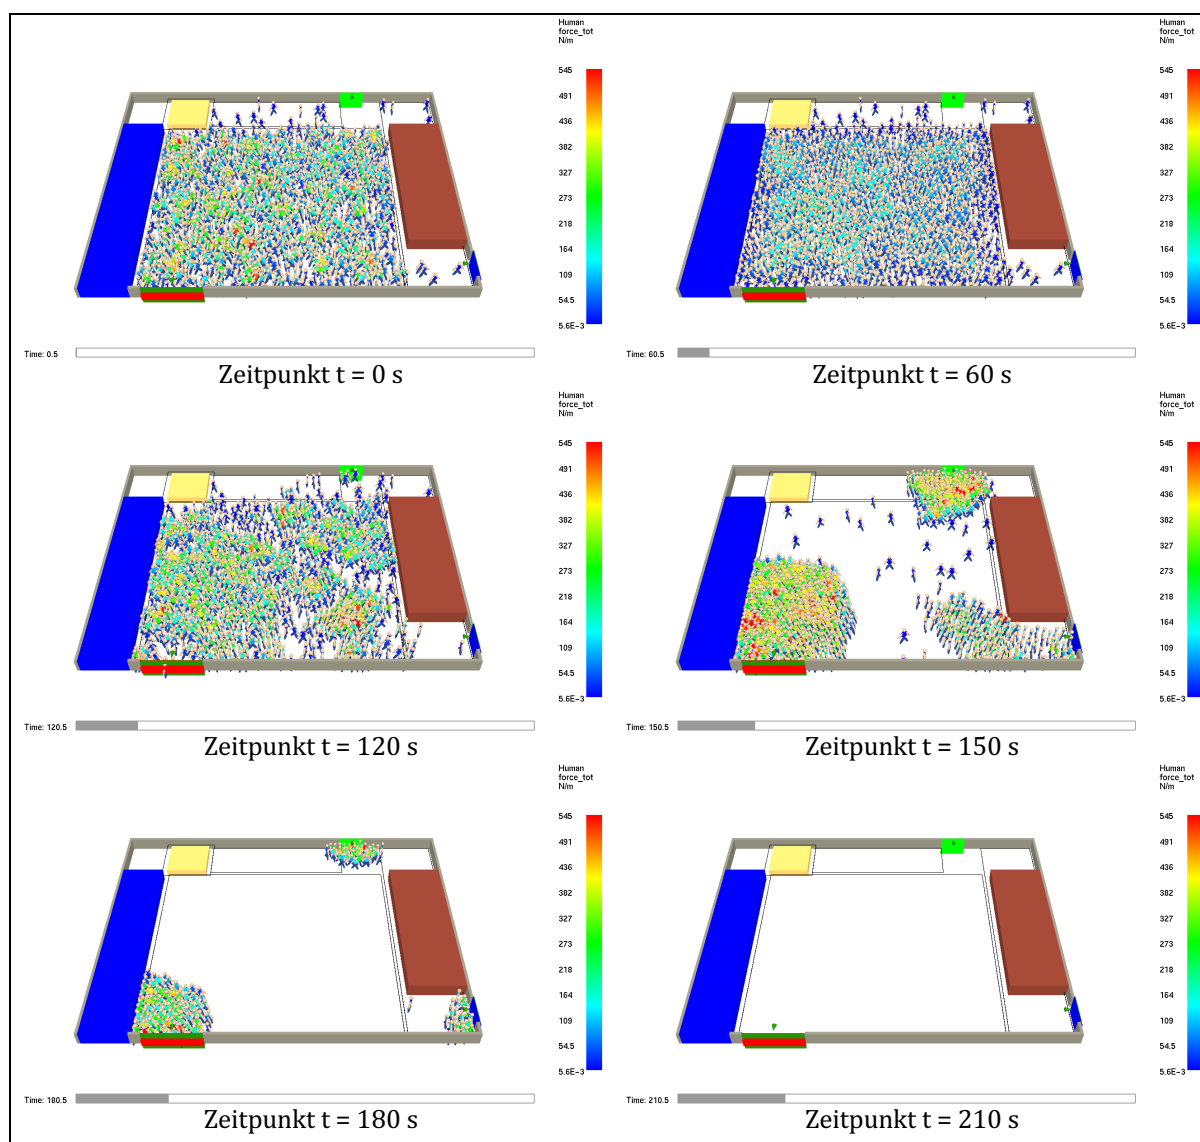 Human
force_tot
N/m
545
491
436
382
327
273
218
164
109
54.5
5.6E-3
Time: 0.5
Zeitpunkt t = 0 s
Human
force_tot
N/m
545
491
436
382
327
273
218
164
109
54.5
5.6E-3
Time: 60.5
Zeitpunkt t = 60 s
Human
force_tot
N/m
545
491
436
382
327
273
218
164
109
54.5
5.6E-3
Time: 120.5
Zeitpunkt t = 120 s
Human
force_tot
N/m
545
491
436
382
327
273
218
164
109
54.5
5.6E-3
Time: 150.5
Zeitpunkt t = 150 s
Human
force_tot
N/m
545
491
436
382
327
273
218
164
109
54.5
5.6E-3
Time: 180.5
Zeitpunkt t = 180 s
Human
force_tot
N/m
545
491
436
382
327
273
218
164
109
54.5
5.6E-3
Time: 210.5
Zeitpunkt t = 210 s